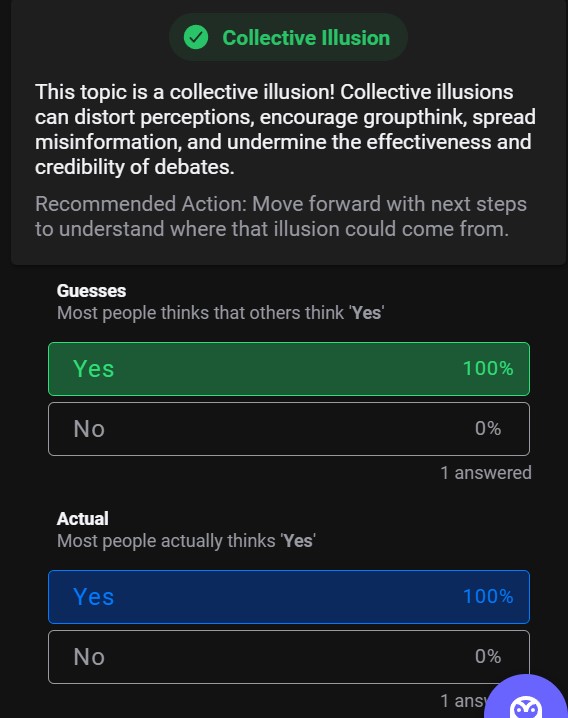 Collective Illusion
This topic is a collective illusion! Collective illusions
can distort perceptions, encourage groupthink, spread
misinformation, and undermine the effectiveness and
credibility of debates.
Recommended Action: Move forward with next steps
to understand where that illusion could come from.
Guesses
Most people thinks that others think 'Yes'
Yes 100%
No 0%
1 answered
Actual
Most people actually thinks 'Yes'
Yes 100%
No 0%
1